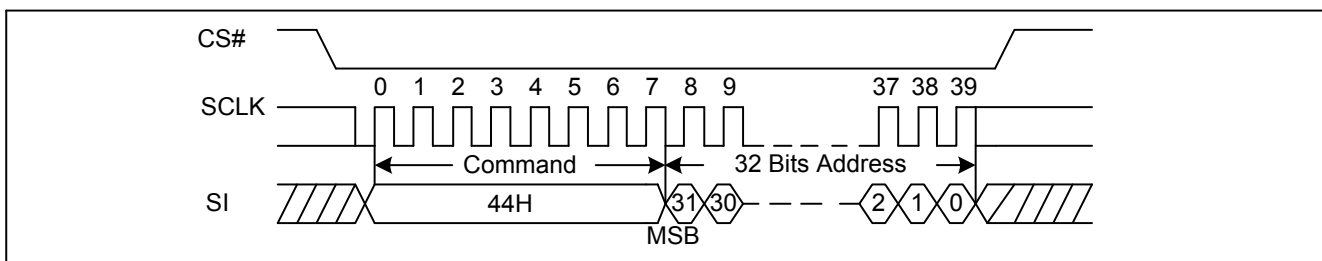 CS#
0 1 2 3 4 5 6 7 8 9 37 38 39
SCLK
Command 32 Bits Address
SI 44H 31 30 2 1 0
MSB